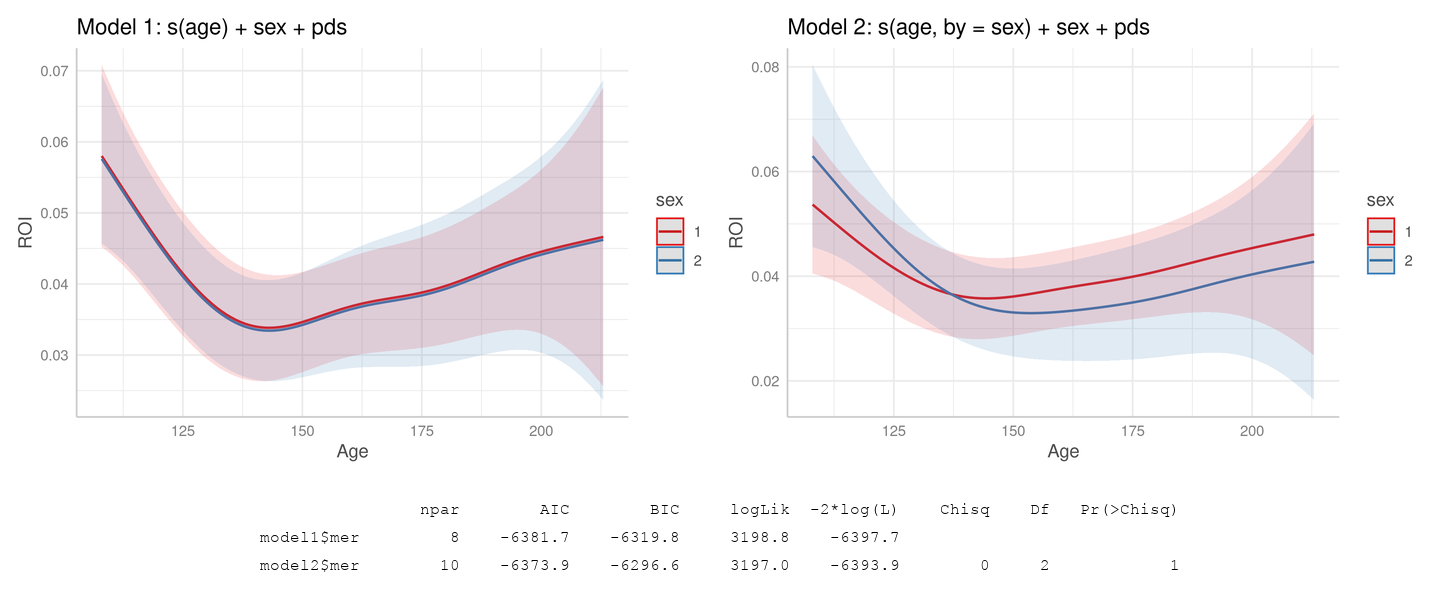 Model 1: s(age) + sex + pds
0.07
0.06
0.05
0.04
0.03
ROI
125 150 175 200
Age
sex
1
2
Model 2: s(age, by = sex) + sex + pds
0.08
0.06
0.04
0.02
ROI
125 150 175 200
Age
sex
1
2
npar AIC BIC logLik -2*log(L) Chisq Df Pr(>Chisq)
model1$mer 8 -6381.7 -6319.8 3198.8 -6397.7
model2$mer 10 -6373.9 -6296.6 3197.0 -6393.9 0 2 1